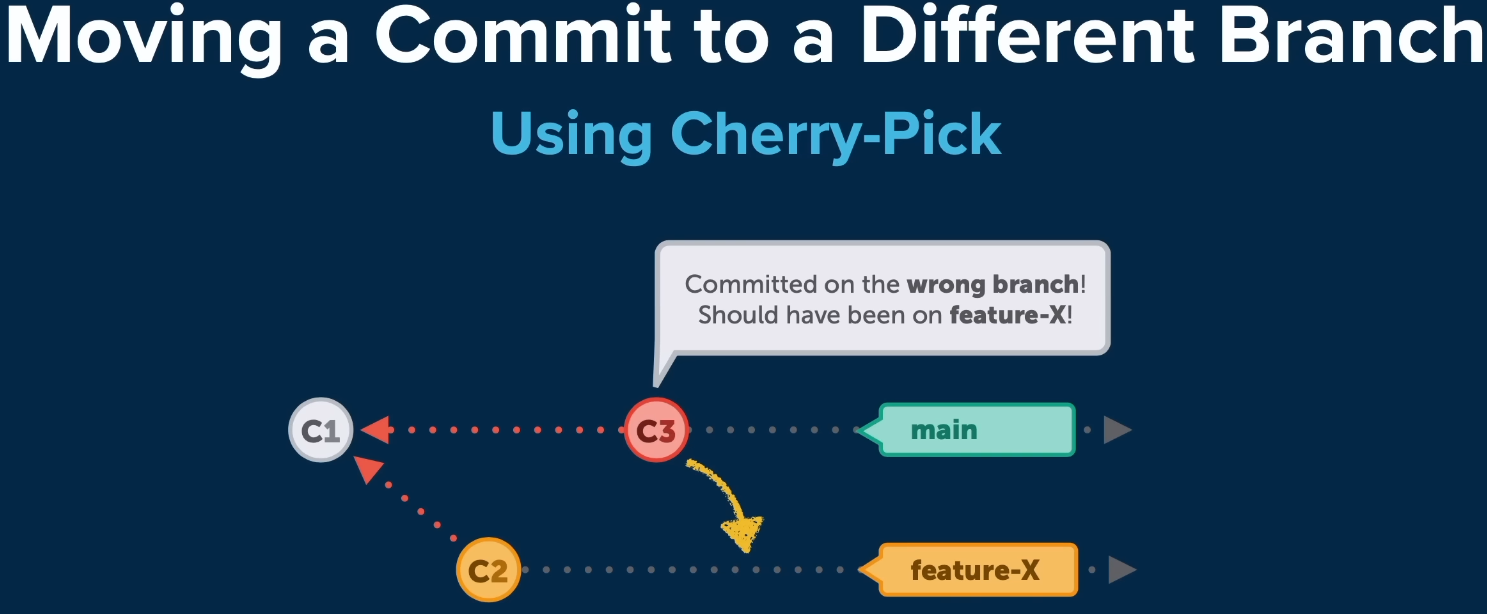 Moving a Commit to a Different Branch
Using Cherry-Pick
Committed on the wrong branch!
Should have been on feature-X!
C1
C3
main
C2
feature-X